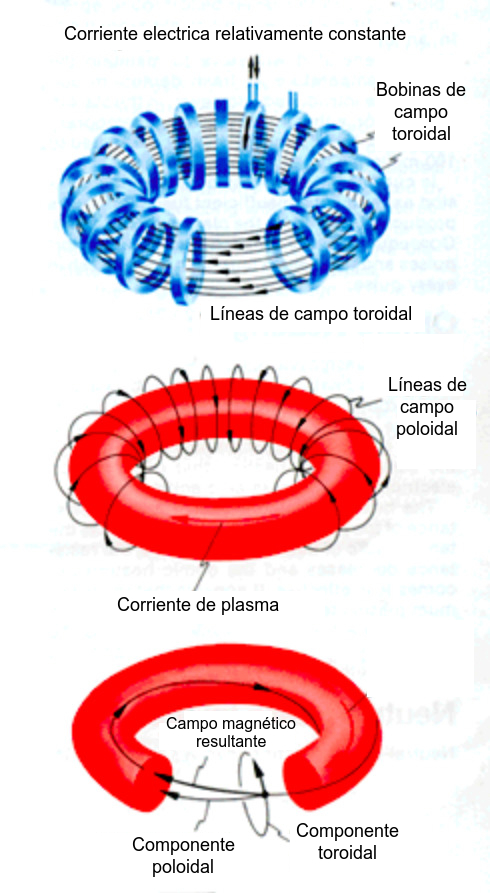 Corriente electrica relativamente constante
Bobinas de
campo
toroidal
Líneas de campo toroidal
Líneas de
campo
poloidal
Corriente de plasma
Campo magnético
resultante
Componente
poloidal
Componente
toroidal